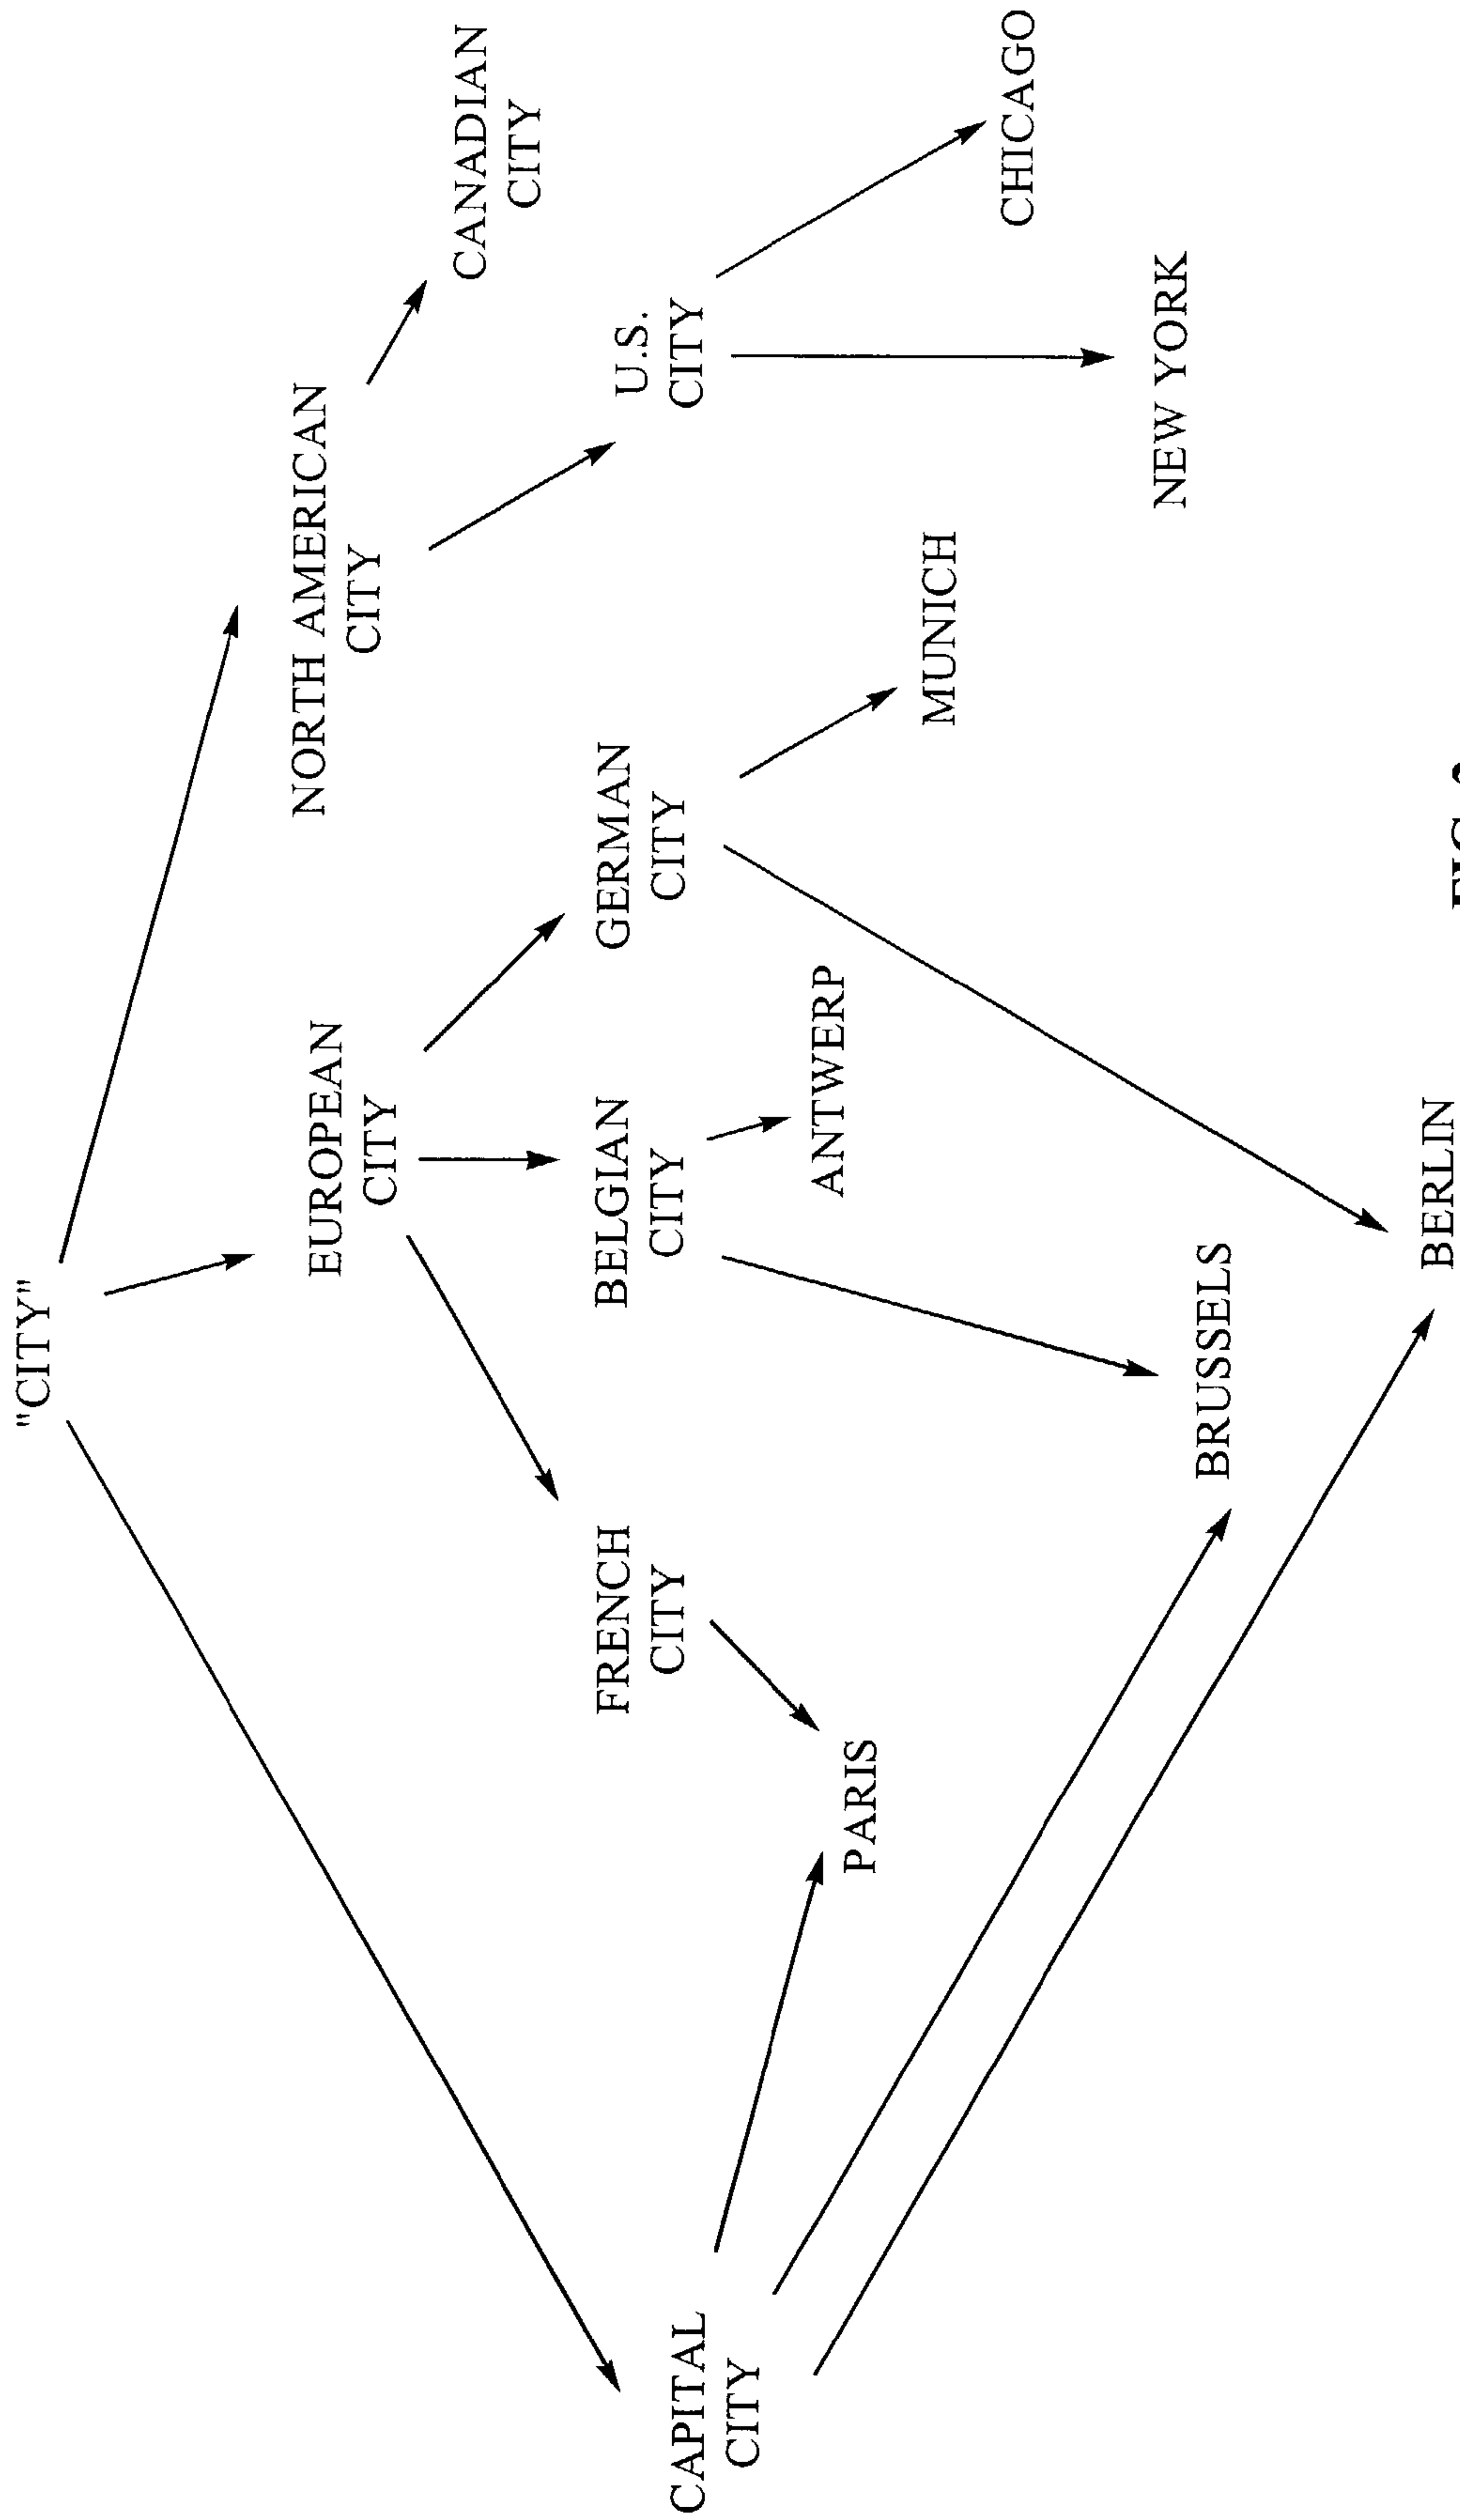 "CITY"
NORTH AMERICAN
CITY
EUROPEAN
CITY
CANADIAN
CITY
CAPITAL
CITY
FRENCH
CITY
BELGIAN
CITY
GERMAN
CITY
U.S.
CITY
PARIS
ANTWERP
MUNICH
CHICAGO
BRUSSELS
NEW YORK
BERLIN